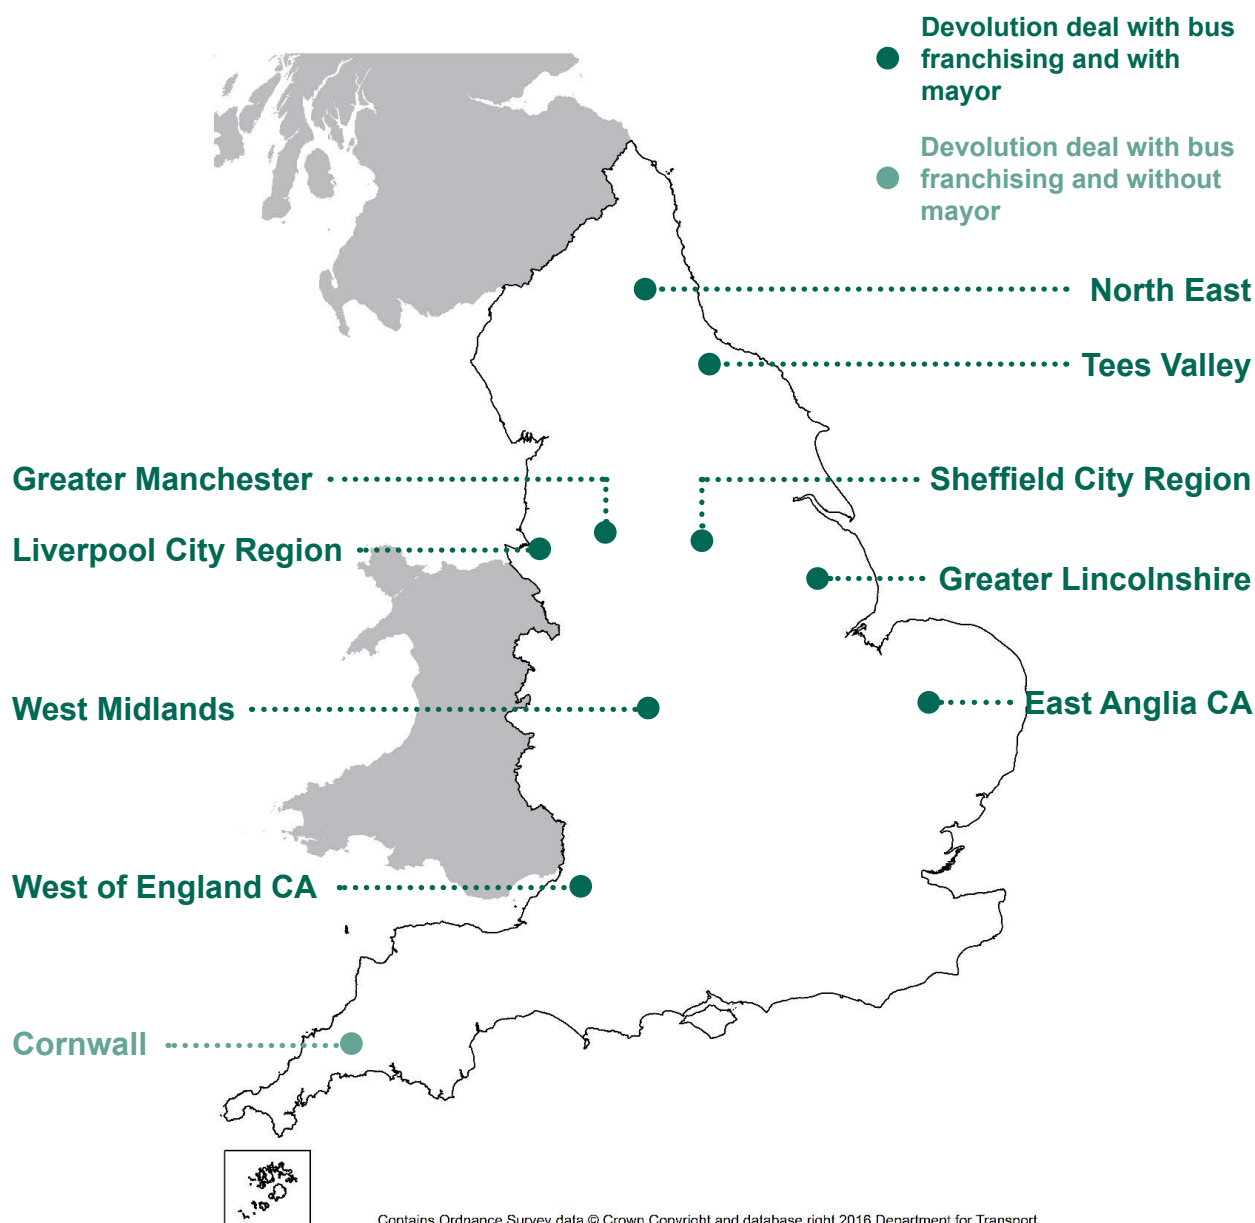 Devolution deal with bus
franchising and with
mayor
Devolution deal with bus
franchising and without
mayor
North East
Tees Valley
Greater Manchester
Sheffield City Region
Liverpool City Region
Greater Lincolnshire
West Midlands
East Anglia CA
West of England CA
Cornwall
Contains Ordnance Survey data © Crown Copyright and database right 2016 Department for Transport